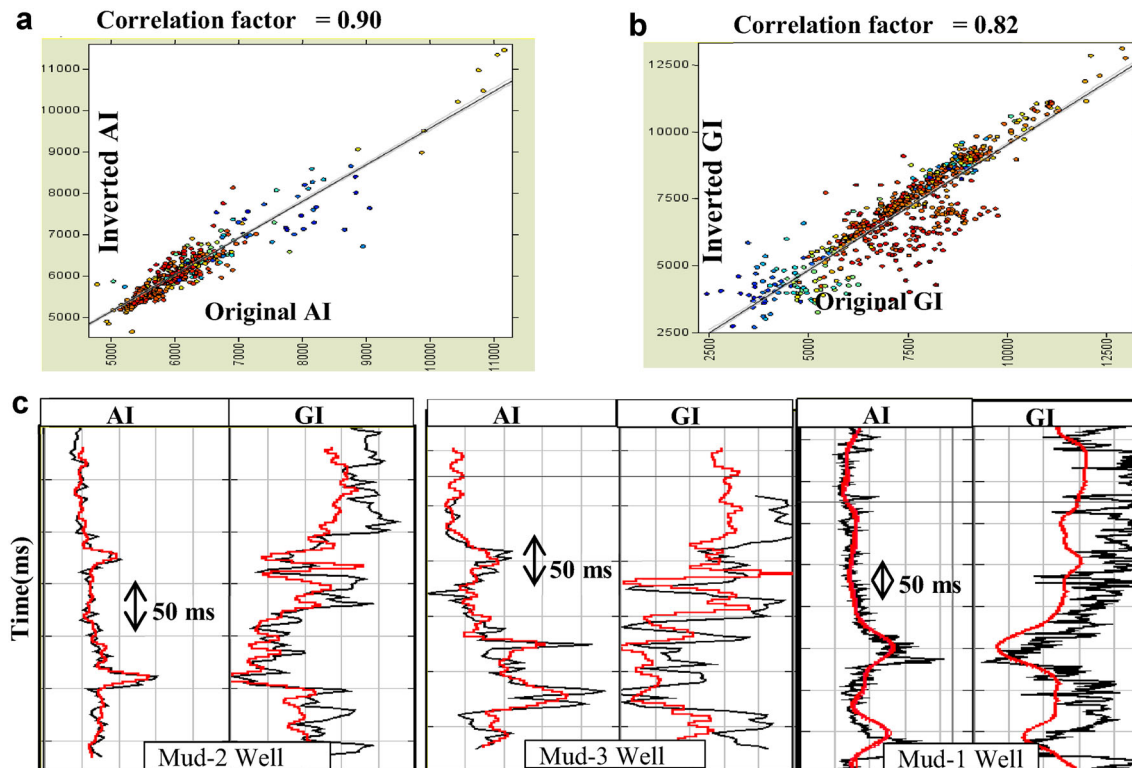 a
Correlation factor = 0.90
11000
10000
9000
8000
7000
6000
5000
Inverted AI
Original AI
5000
6000
7000
8000
9000
10000
11000
b
Correlation factor = 0.82
12500
10000
7500
5000
2500
Inverted GI
Original GI
2500
5000
7500
10000
12500
c
AI
GI
AI
GI
AI
GI
Time(ms)
50 ms
50 ms
50 ms
Mud-2 Well
Mud-3 Well
Mud-1 Well